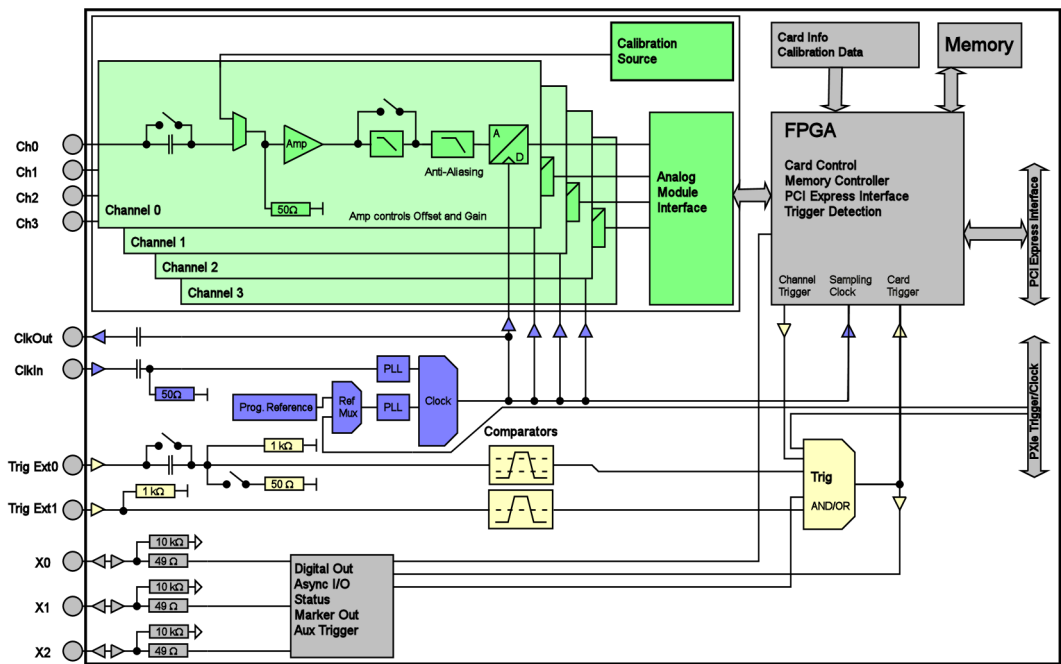 Calibration
Source
Card Info
Calibration Data
Memory
Ch0
Ch1
Ch2
Ch3
Amp
Anti-Aliasing
A
D
50Ω
Amp controls Offset and Gain
Channel 0
Channel 1
Channel 2
Channel 3
Analog
Module
Interface
FPGA
Card Control
Memory Controller
PCI Express Interface
Trigger Detection
Channel
Trigger
Sampling
Clock
Card
Trigger
PCI Express Interface
PXIe Trigger/Clock
ClkOut
ClkIn
50Ω
PLL
Prog. Reference
Ref
Mux
PLL
Clock
Comparators
Trig Ext0
1 kΩ
50 Ω
Trig Ext1
1 kΩ
Trig
AND/OR
X0
10 kΩ
49 Ω
X1
10 kΩ
49 Ω
X2
10 kΩ
49 Ω
Digital Out
Async I/O
Status
Marker Out
Aux Trigger